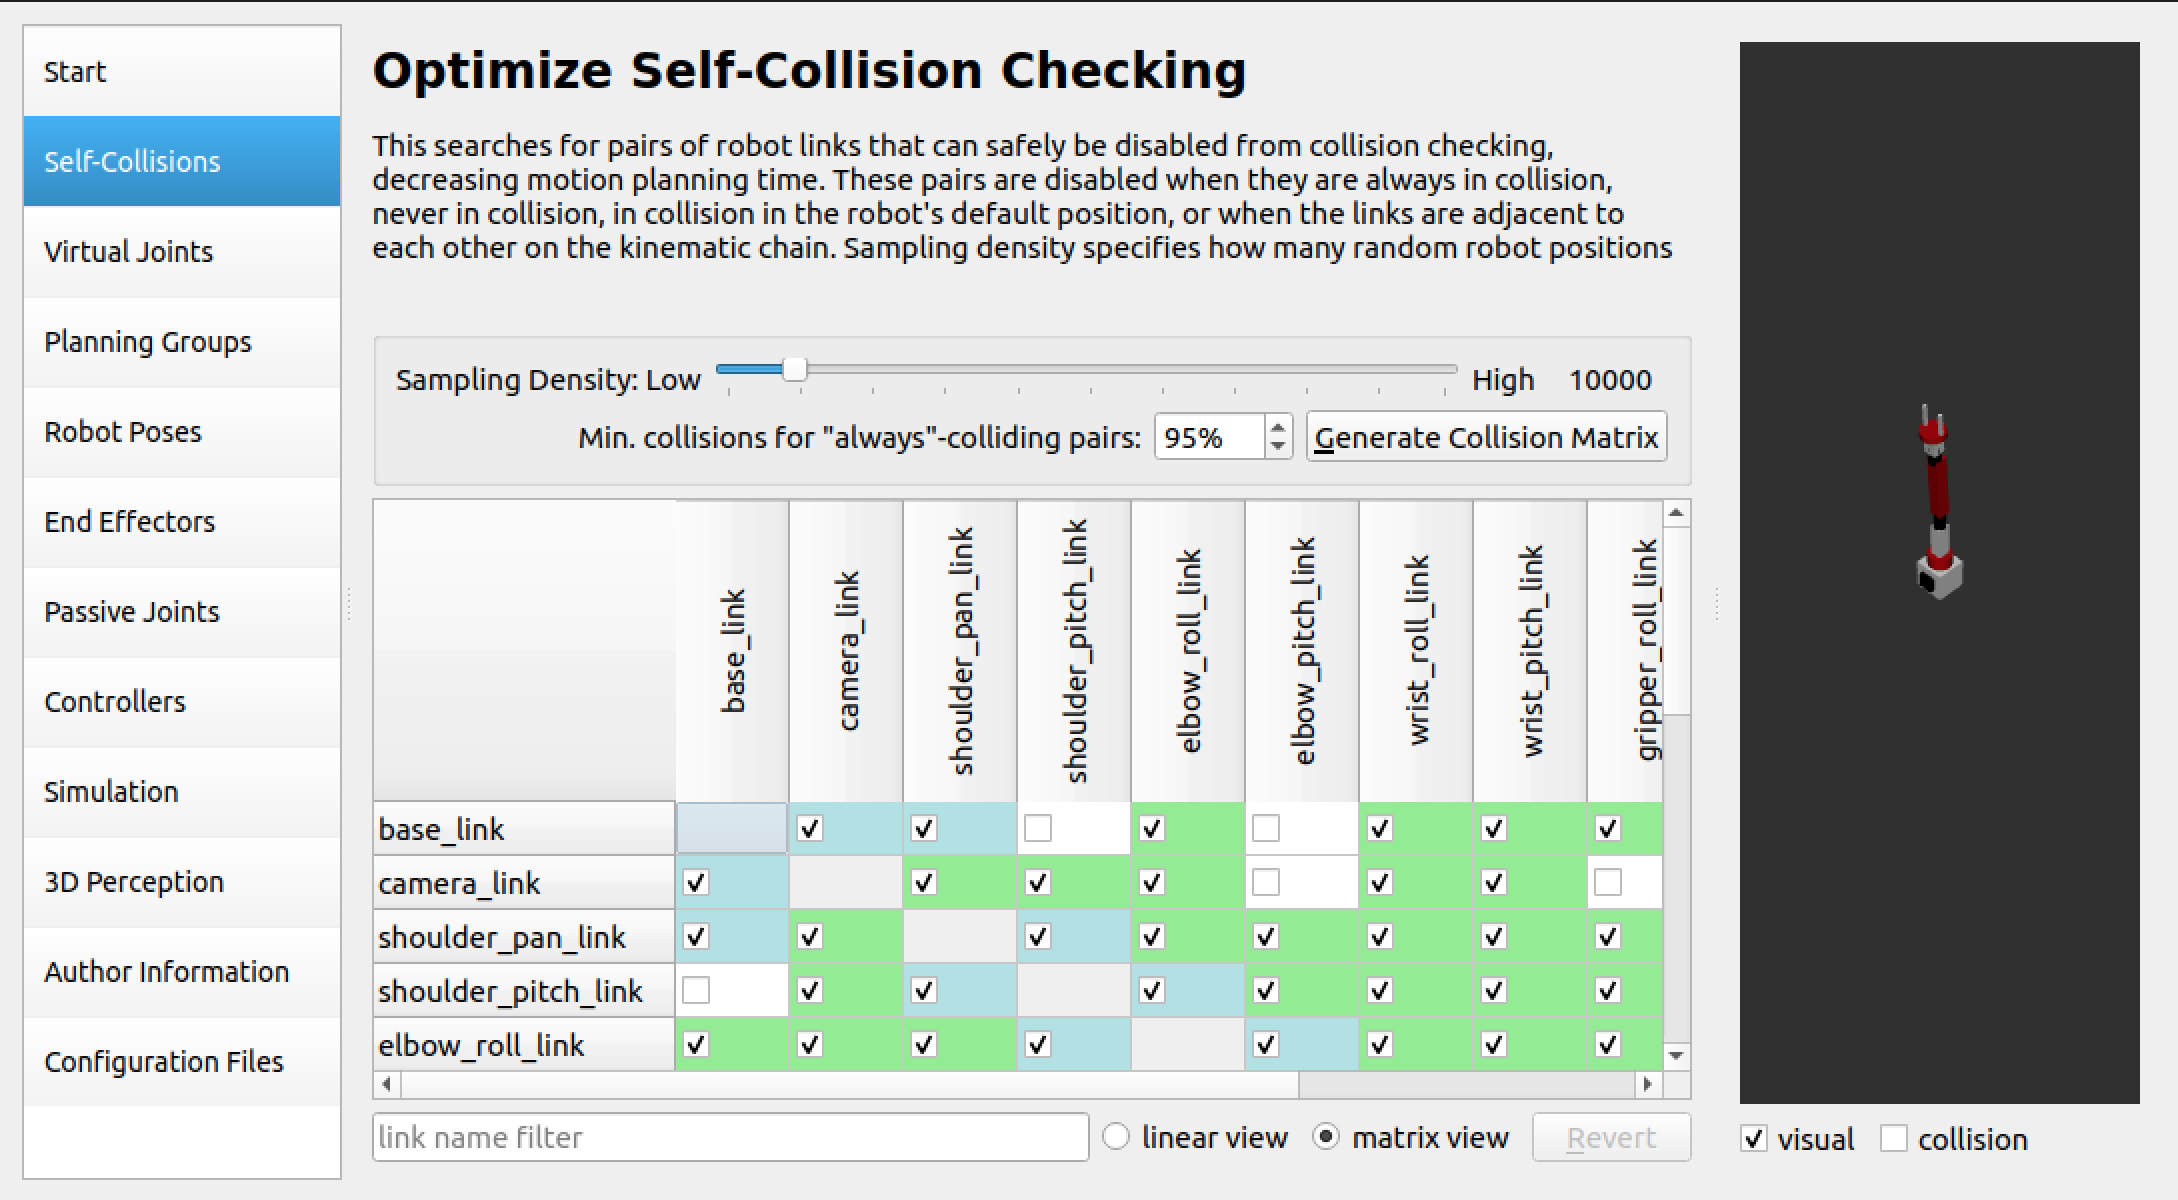 Start
Self-Collisions
Virtual Joints
Planning Groups
Robot Poses
End Effectors
Passive Joints
Controllers
Simulation
3D Perception
Author Information
Configuration Files
Optimize Self-Collision Checking
This searches for pairs of robot links that can safely be disabled from collision checking,
decreasing motion planning time. These pairs are disabled when they are always in collision,
never in collision, in collision in the robot's default position, or when the links are adjacent to
each other on the kinematic chain. Sampling density specifies how many random robot positions
Sampling Density: Low High 10000
Min. collisions for "always"-colliding pairs: 95% Generate Collision Matrix
base_link
camera_link
shoulder_pan_link
shoulder_pitch_link
elbow_roll_link
elbow_pitch_link
wrist_roll_link
wrist_pitch_link
gripper_roll_link
base_link
camera_link
shoulder_pan_link
shoulder_pitch_link
elbow_roll_link
link name filter linear view matrix view Revert
visual collision